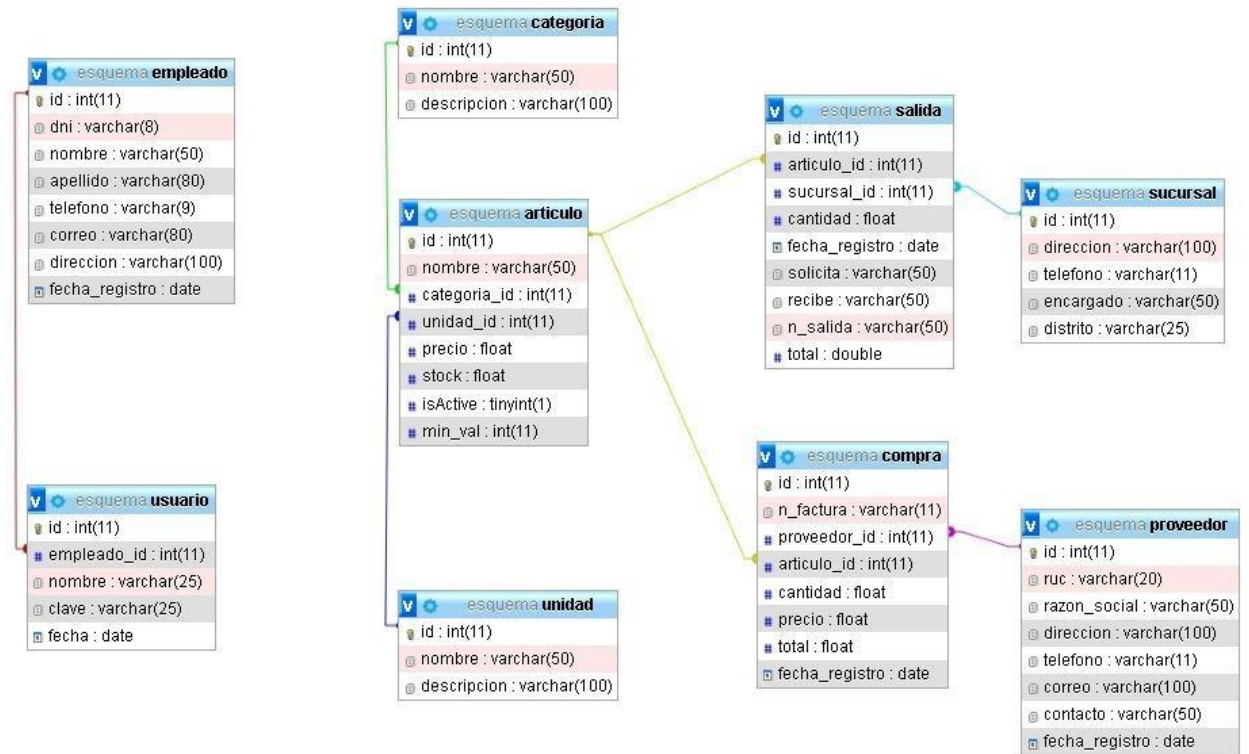 V esquema empleado
id : int(11)
dni : varchar(8)
nombre : varchar(50)
apellido : varchar(80)
telefono : varchar(9)
correo : varchar(80)
direccion : varchar(100)
# fecha_registro : date
V esquema usuario
id : int(11)
# empleado_id : int(11)
nombre : varchar(25)
clave : varchar(25)
fecha : date
V esquema categoria
id : int(11)
nombre : varchar(50)
descripcion : varchar(100)
V esquema articulo
id : int(11)
nombre : varchar(50)
# categoria_id : int(11)
# unidad_id : int(11)
# precio : float
# stock : float
# isActive : tinyint(1)
# min_val : int(11)
V esquema unidad
id : int(11)
nombre : varchar(50)
descripcion : varchar(100)
V esquema salida
id : int(11)
# articulo_id : int(11)
# sucursal_id : int(11)
# cantidad : float
fecha_registro : date
solicita : varchar(50)
recibe : varchar(50)
n_salida : varchar(50)
# total : double
V esquema compra
id : int(11)
n_factura : varchar(11)
# proveedor_id : int(11)
# articulo_id : int(11)
# cantidad : float
# precio : float
# total : float
fecha_registro : date
V esquema sucursal
id : int(11)
direccion : varchar(100)
telefono : varchar(11)
encargado : varchar(50)
distrito : varchar(25)
V esquema proveedor
id : int(11)
ruc : varchar(20)
razon_social : varchar(50)
direccion : varchar(100)
telefono : varchar(11)
correo : varchar(100)
contacto : varchar(50)
fecha_registro : date